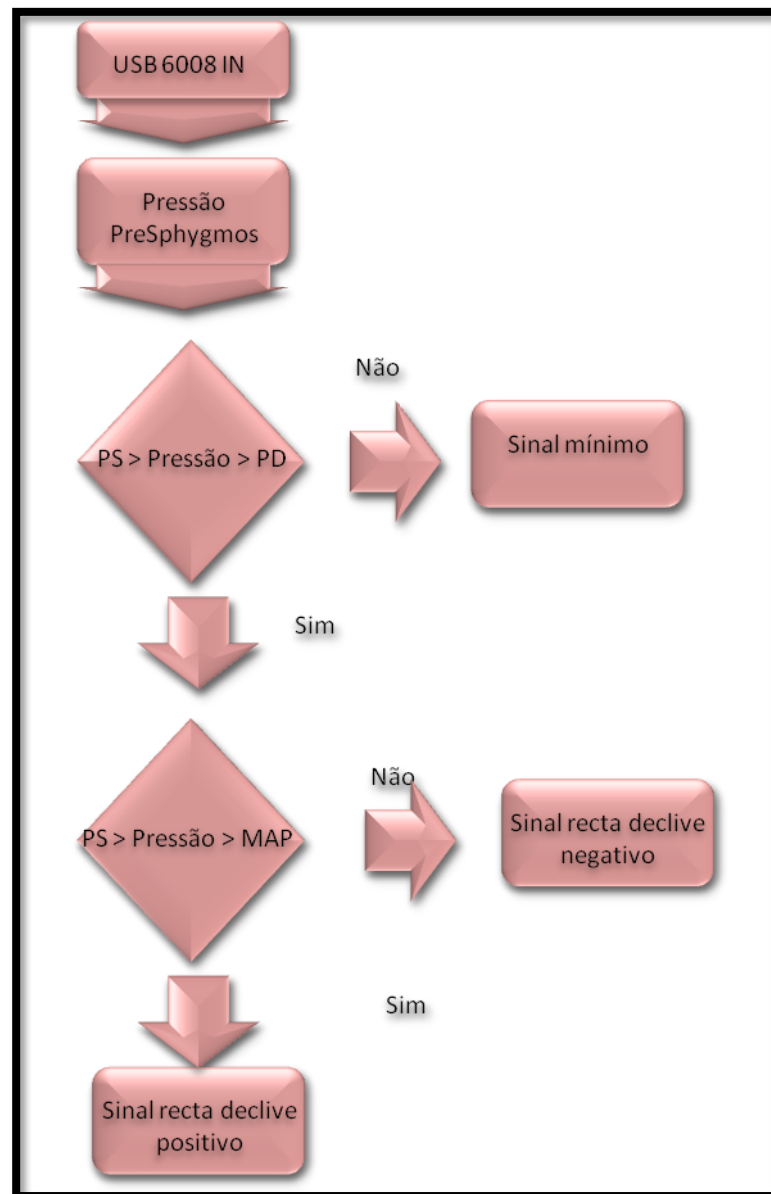 USB 6008 IN
Pressão
PreSphygmos
Não
PS > Pressão > PD
Sinal mínimo
Sim
Não
PS > Pressão > MAP
Sinal recta declive
negativo
Sim
Sinal recta declive
positivo